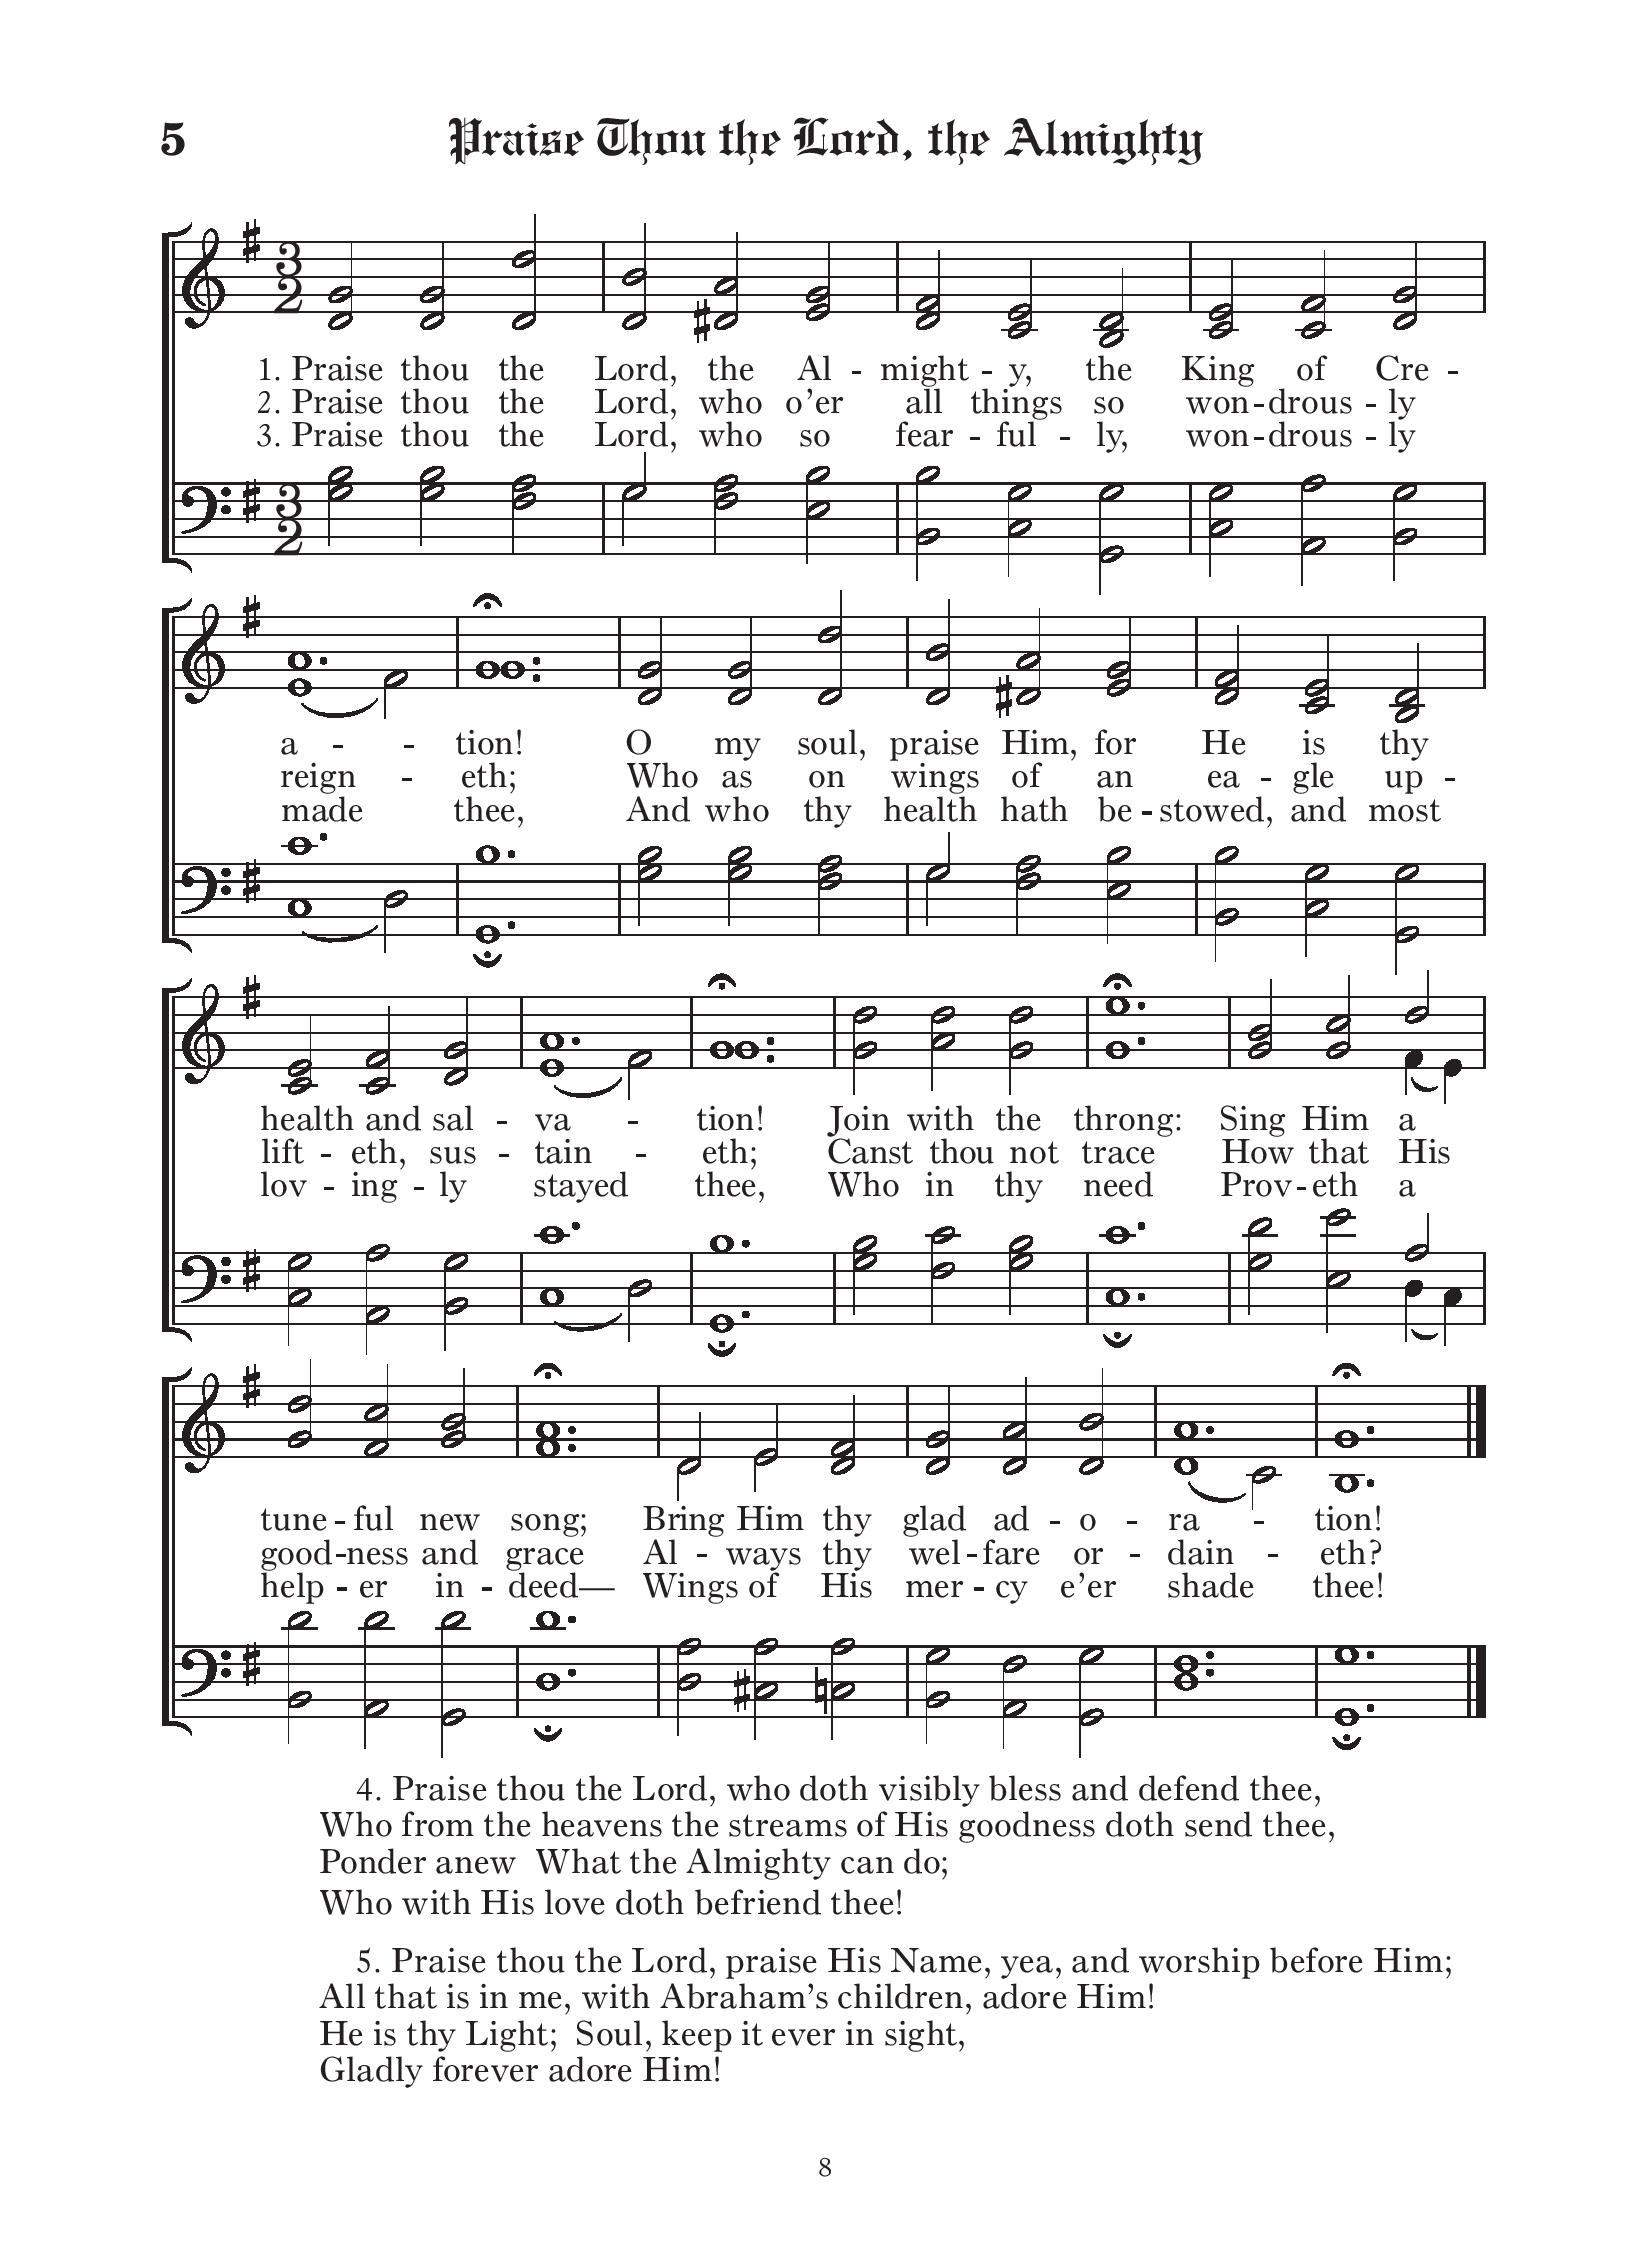 5 Praise Thou the Lord, the Almighty
3 2
1. Praise thou the Lord, the Al - might - y, the King of Cre -
2. Praise thou the Lord, who o’er all things so won - drous - ly
3. Praise thou the Lord, who so fear - ful - ly, won - drous - ly
3 2
a - - tion! O my soul, praise Him, for He is thy
reign - eth; Who as on wings of an ea - gle up -
made thee, And who thy health hath be - stowed, and most
health and sal - va - tion! Join with the throng: Sing Him a
lift - eth, sus - tain - eth; Canst thou not trace How that His
lov - ing - ly stayed thee, Who in thy need Prov - eth a
tune - ful new song; Bring Him thy glad ad - o - ra - tion!
good - ness and grace Al - ways thy wel - fare or - dain - eth?
help - er in - deed— Wings of His mer - cy e’er shade thee!
4. Praise thou the Lord, who doth visibly bless and defend thee,
Who from the heavens the streams of His goodness doth send thee,
Ponder anew What the Almighty can do;
Who with His love doth befriend thee!
5. Praise thou the Lord, praise His Name, yea, and worship before Him;
All that is in me, with Abraham’s children, adore Him!
He is thy Light; Soul, keep it ever in sight,
Gladly forever adore Him!
8